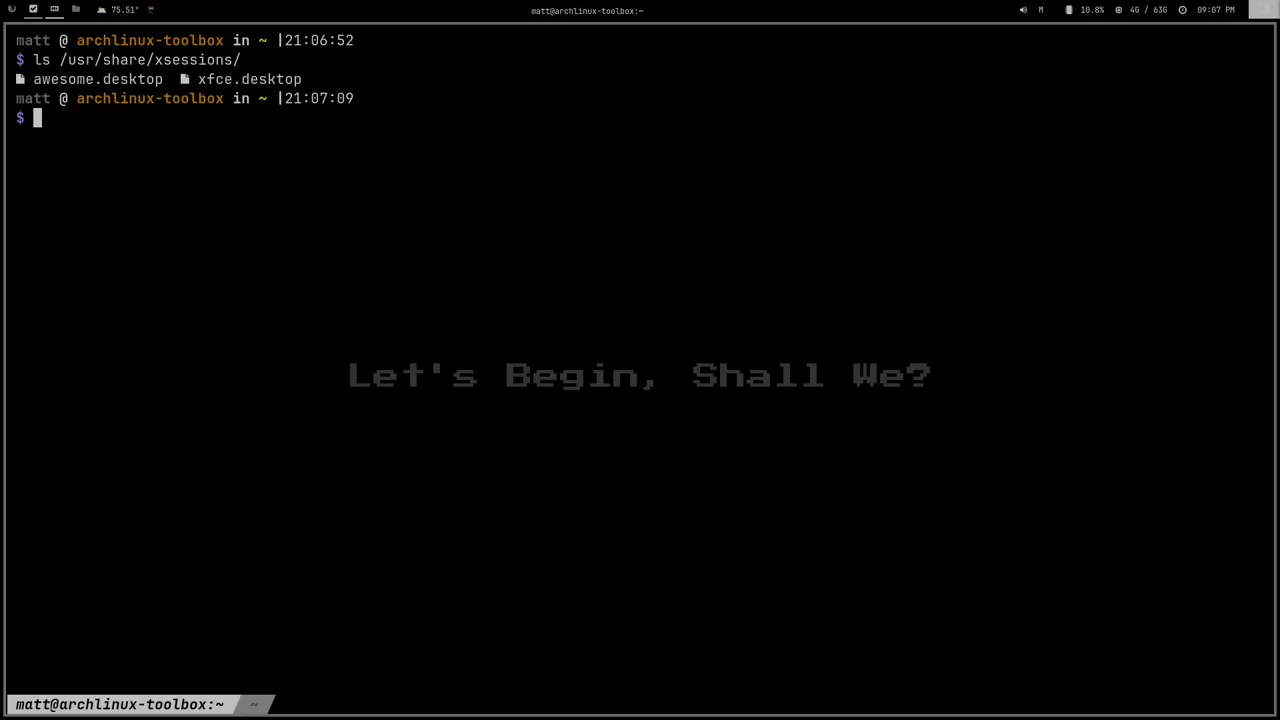 75.51°
matt@archlinux-toolbox:~
M
10.8%
4G / 63G
09:07 PM
matt @ archlinux-toolbox in ~ |21:06:52
$ ls /usr/share/xsessions/
awesome.desktop xfce.desktop
matt @ archlinux-toolbox in ~ |21:07:09
$
Let's Begin, Shall We?
matt@archlinux-toolbox:~ ~